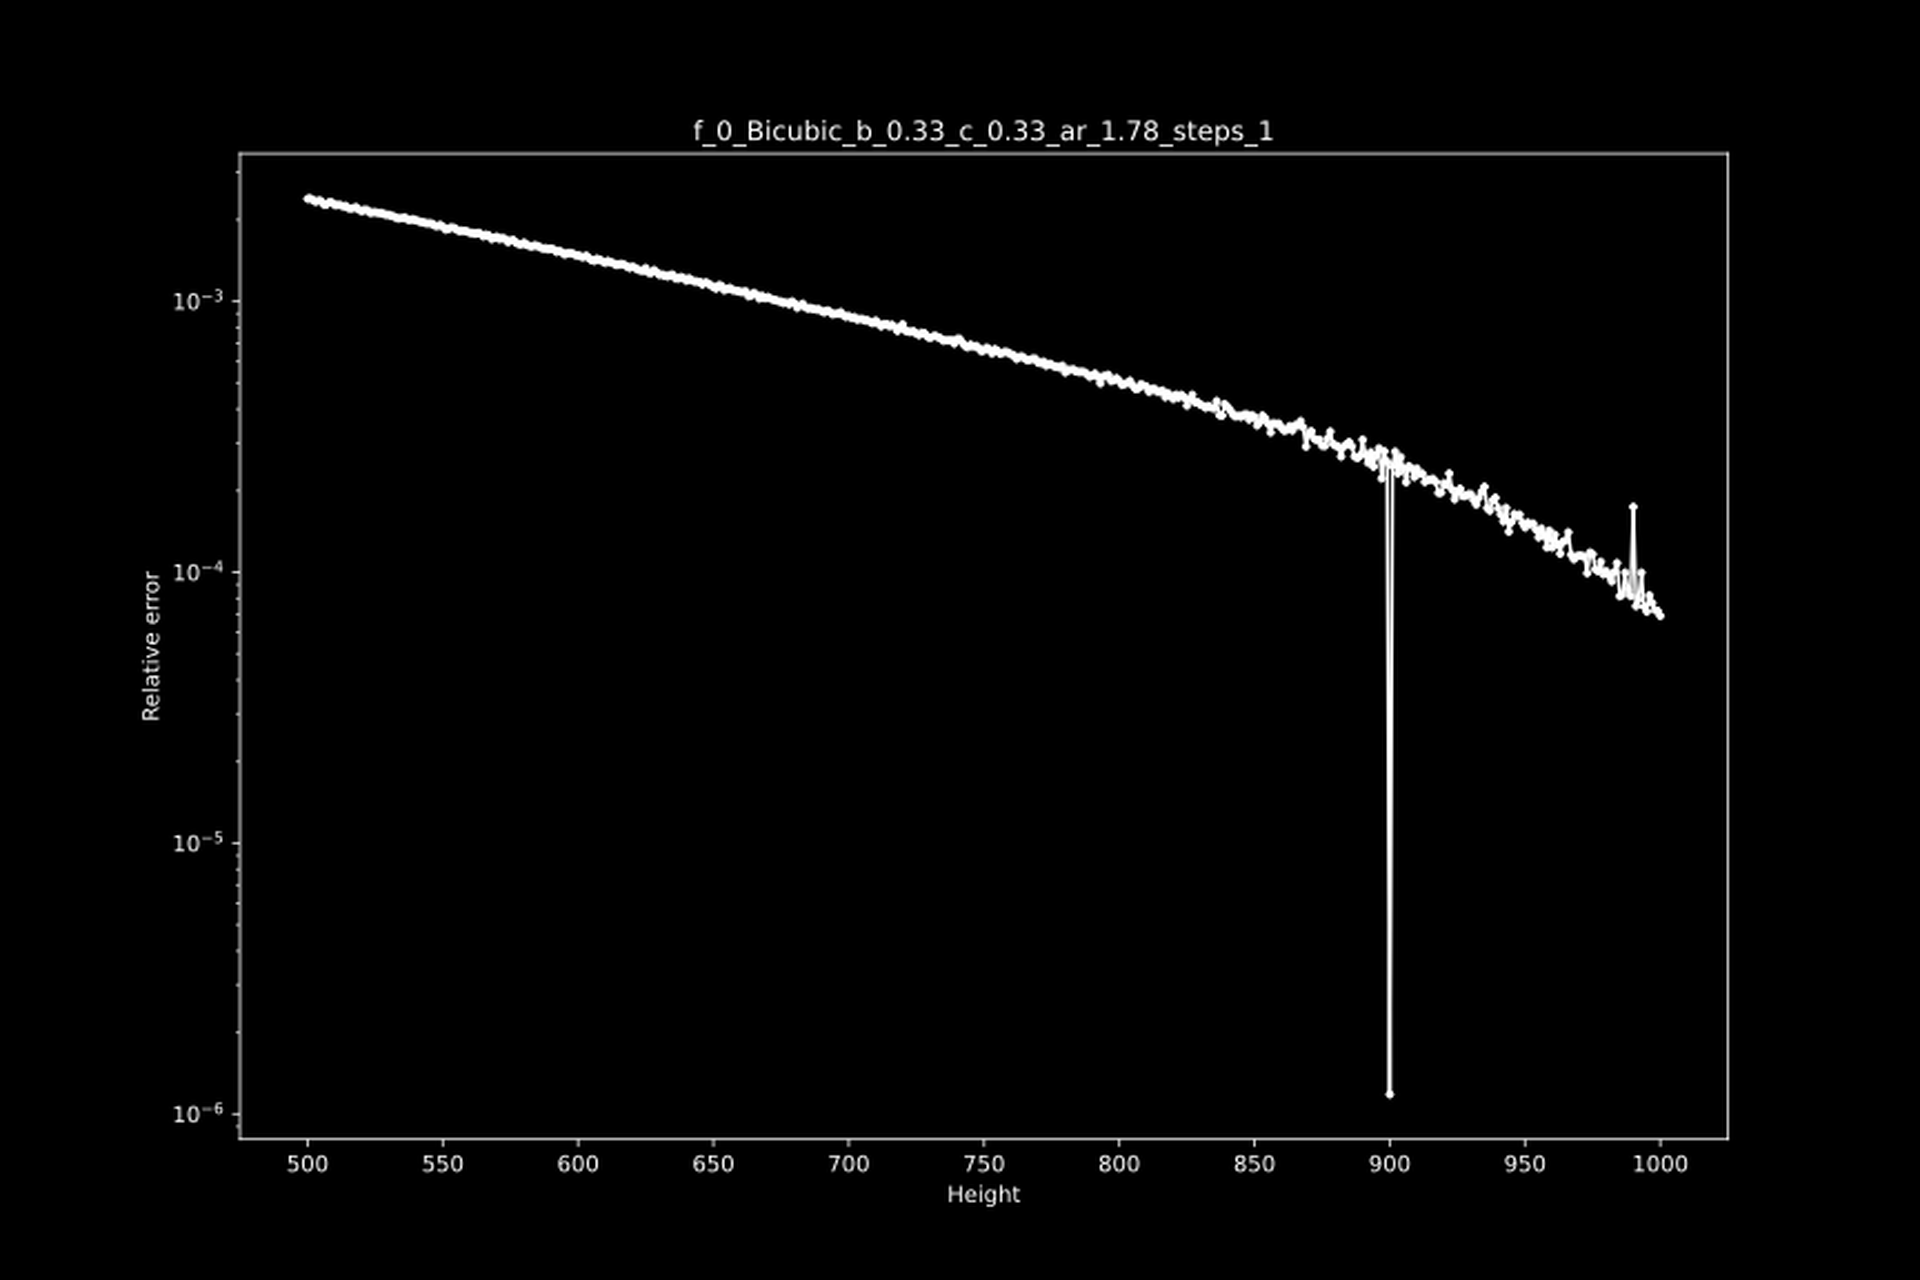 f_0_Bicubic_b_0.33_c_0.33_ar_1.78_steps_1
10⁻³
10⁻⁴
10⁻⁵
10⁻⁶
Relative error
500 550 600 650 700 750 800 850 900 950 1000
Height